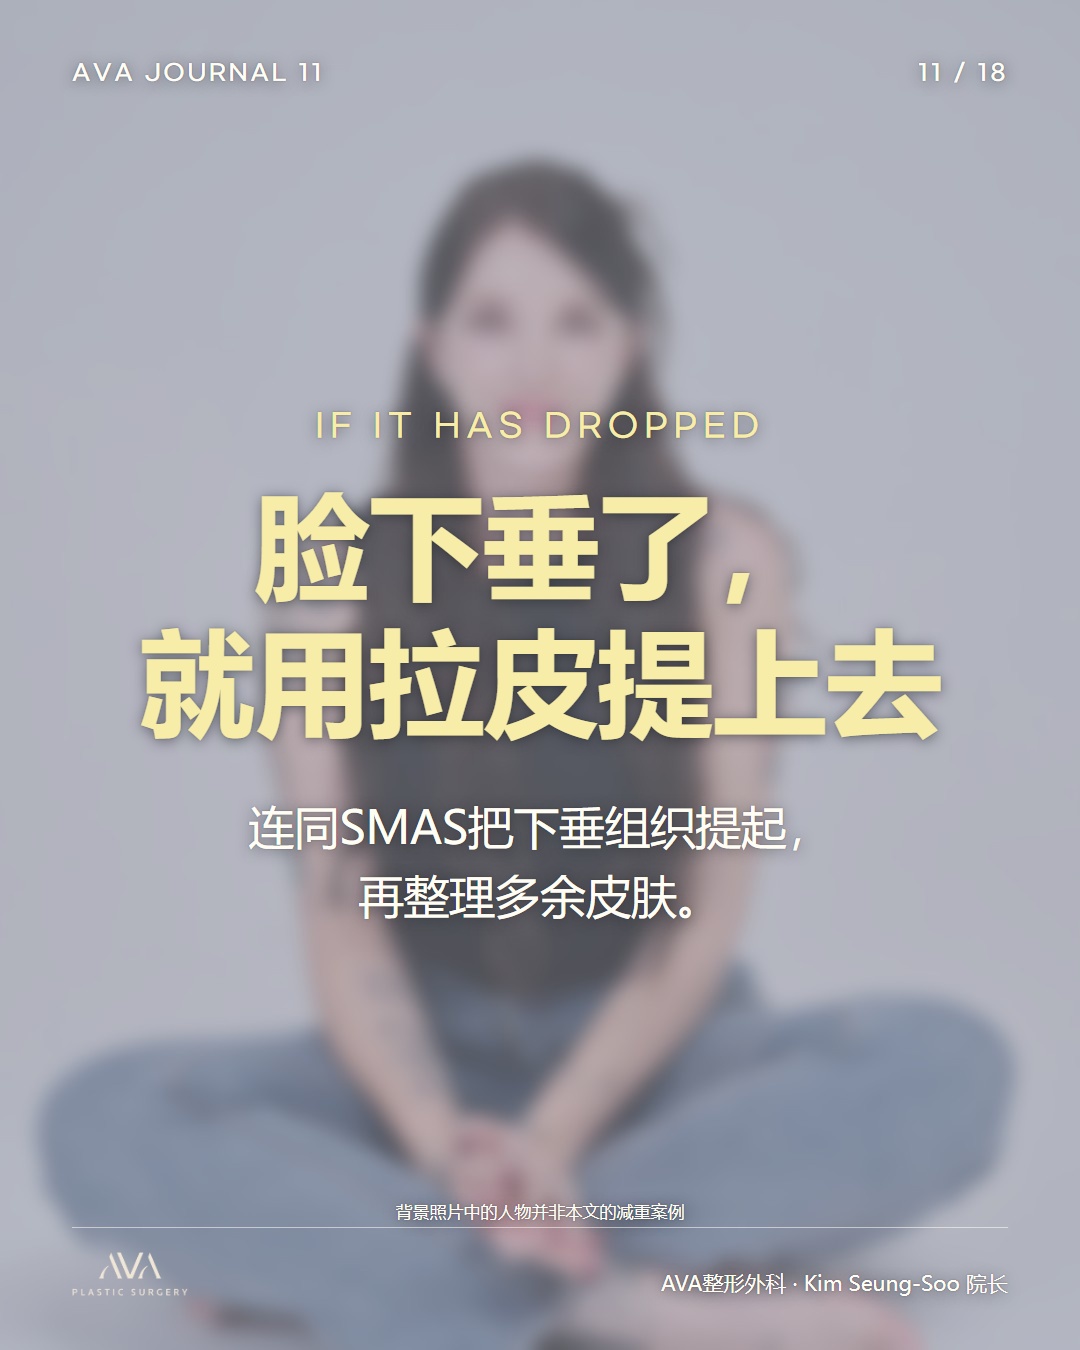 AVA JOURNAL 11
11 / 18
IF IT HAS DROPPED
脸下垂了，
就用拉皮提上去
连同SMAS把下垂组织提起，
再整理多余皮肤。
背景照片中的人物并非本文的减重案例
AVA
PLASTIC SURGERY
AVA整形外科 · Kim Seung-Soo 院长